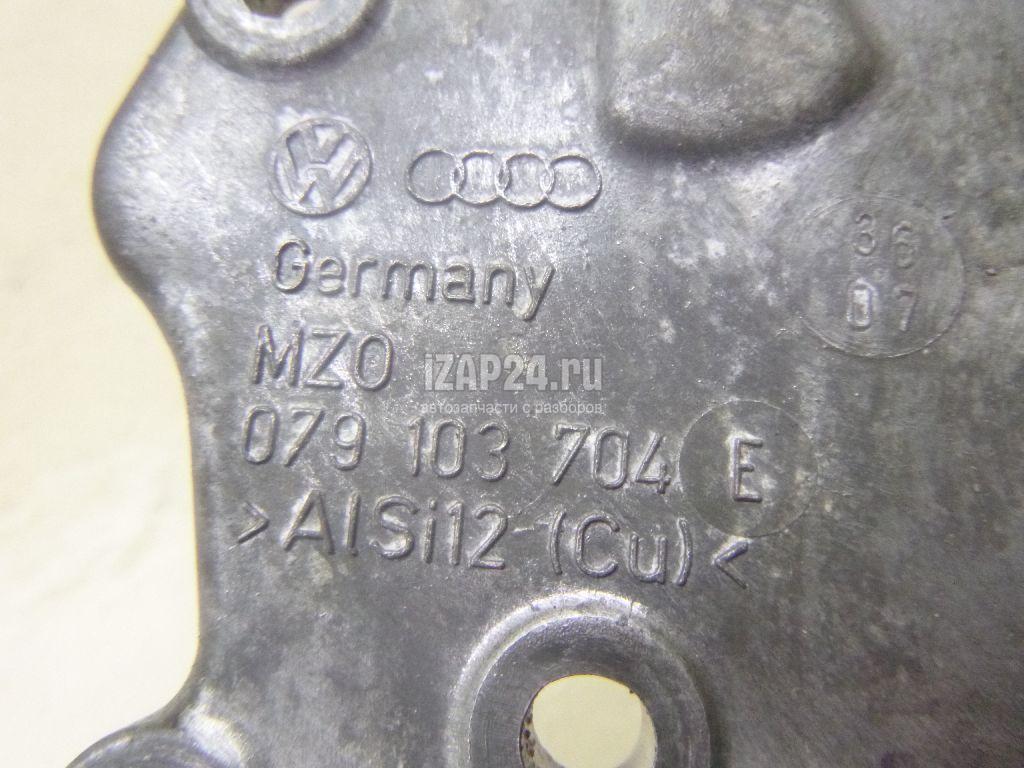 Germany
36
07
MZO
iZAP24.ru
автозапчасти с разборов
079 103 704 E
>AlSi12 (Cu)<